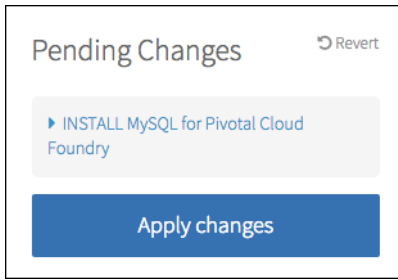 Pending Changes
Revert
INSTALL MySQL for Pivotal Cloud
Foundry
Apply changes